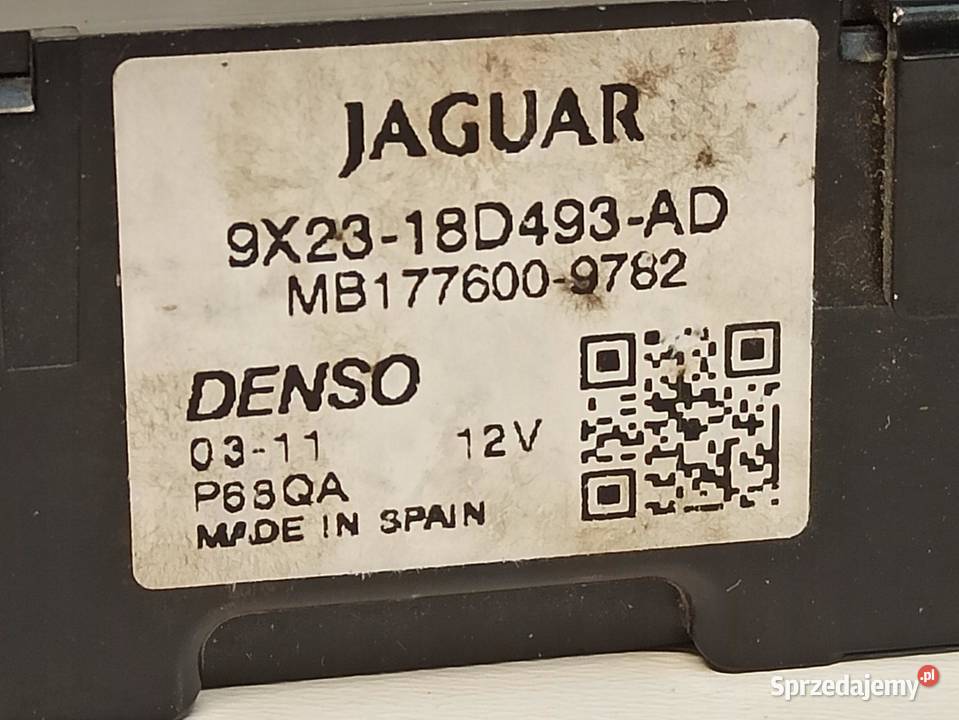 JAGUAR
9X23-18D493-AD
MB177600-9782
DENSO
03-11 12V
P68QA
MADE IN SPAIN
Sprzedajemy.pl